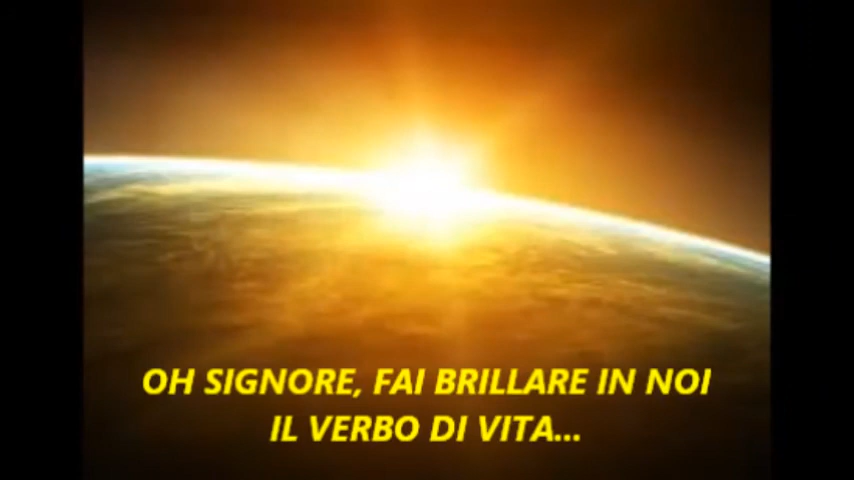 OH SIGNORE, FAI BRILLARE IN NOI
IL VERBO DI VITA...